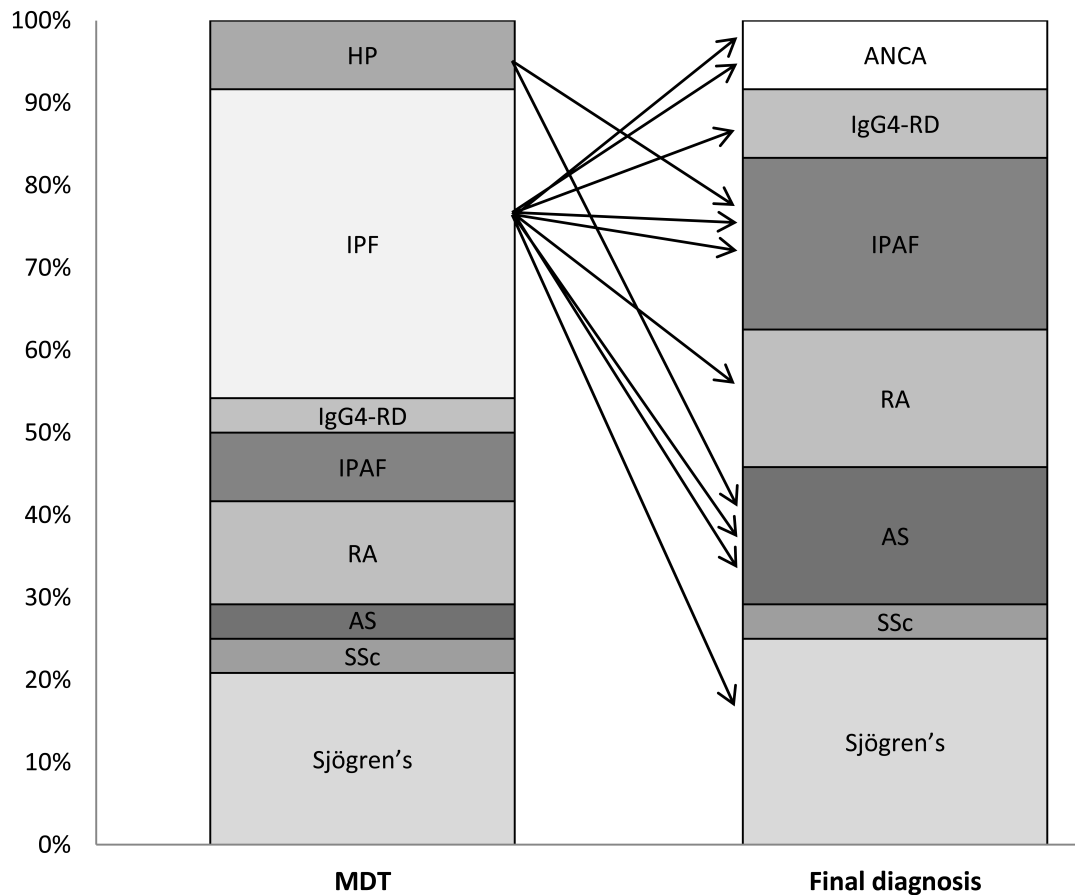 100%
90%
80%
70%
60%
50%
40%
30%
20%
10%
0%
HP
IPF
IgG4-RD
IPAF
RA
AS
SSc
Sjögren’s
ANCA
IgG4-RD
IPAF
RA
AS
SSc
Sjögren’s
MDT
Final diagnosis